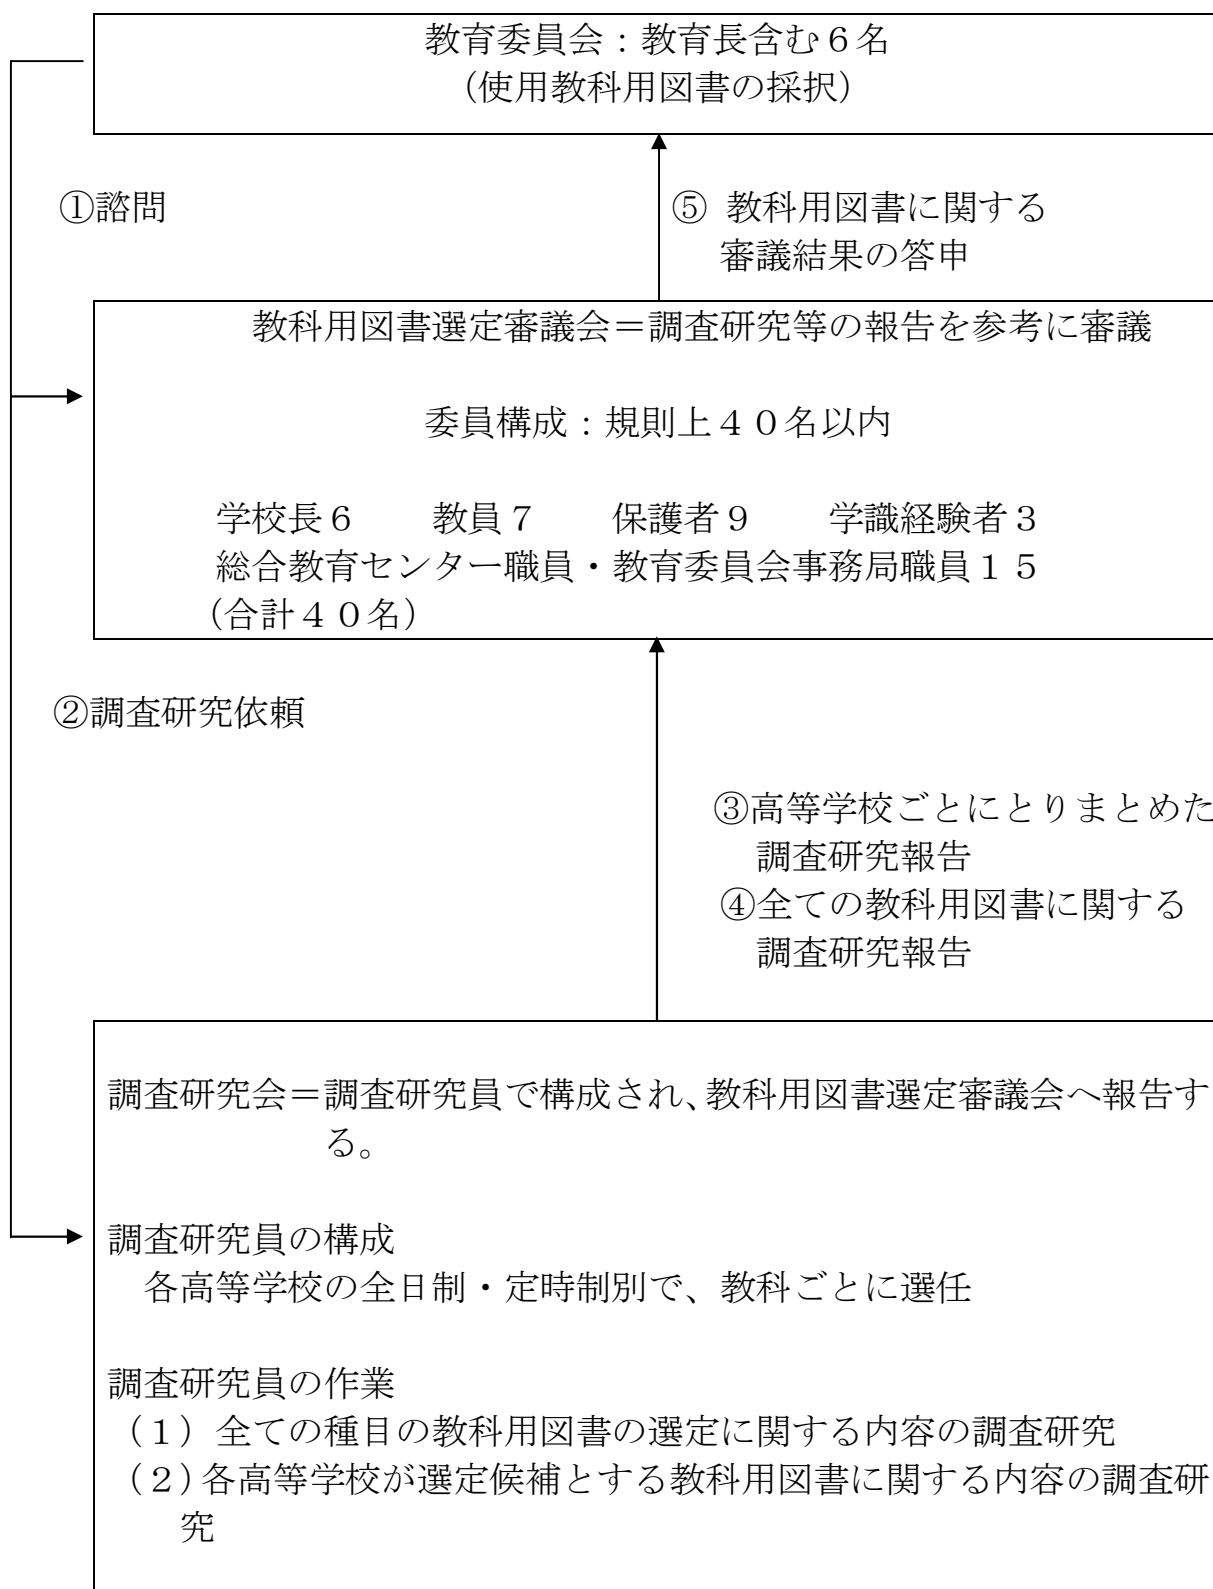 教育委員会：教育長含む６名
（使用教科用図書の採択）
①諮問
⑤ 教科用図書に関する
審議結果の答申
教科用図書選定審議会＝調査研究等の報告を参考に審議
委員構成：規則上４０名以内
学校長６　　教員７　　保護者９　　学識経験者３
総合教育センター職員・教育委員会事務局職員１５
（合計４０名）
②調査研究依頼
③高等学校ごとにとりまとめた
調査研究報告
④全ての教科用図書に関する
調査研究報告
調査研究会＝調査研究員で構成され、教科用図書選定審議会へ報告す
る。
調査研究員の構成
各高等学校の全日制・定時制別で、教科ごとに選任
調査研究員の作業
（１）全ての種目の教科用図書の選定に関する内容の調査研究
（２）各高等学校が選定候補とする教科用図書に関する内容の調査研
究